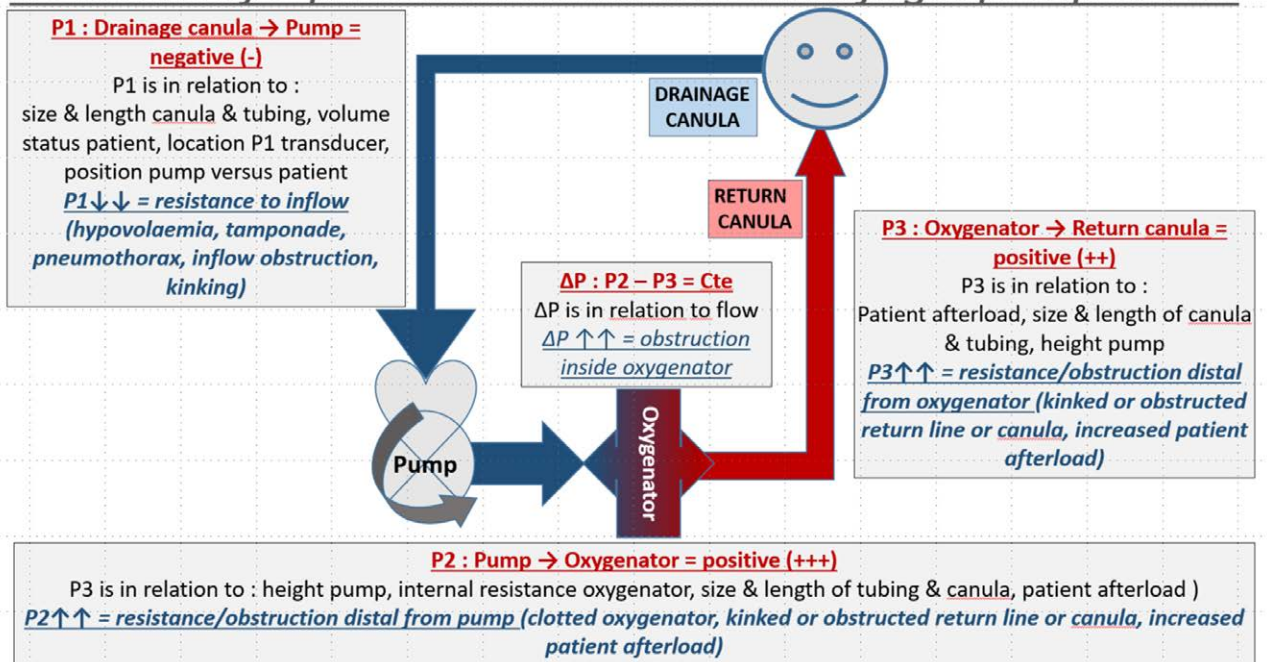 P1 : Drainage canula → Pump =
negative (-)
P1 is in relation to :
size & length canula & tubing, volume
status patient, location P1 transducer,
position pump versus patient
P1↓↓ = resistance to inflow
(hypovolaemia, tamponade,
pneumothorax, inflow obstruction,
kinking)
DRAINAGE
CANULA
RETURN
CANULA
ΔP : P2 – P3 = Cte
ΔP is in relation to flow
ΔP ↑↑ = obstruction
inside oxygenator
P3 : Oxygenator → Return canula =
positive (++)
P3 is in relation to :
Patient afterload, size & length of canula
& tubing, height pump
P3↑↑ = resistance/obstruction distal
from oxygenator (kinked or obstructed
return line or canula, increased patient
afterload)
Pump
Oxygenator
P2 : Pump → Oxygenator = positive (+++)
P3 is in relation to : height pump, internal resistance oxygenator, size & length of tubing & canula, patient afterload )
P2↑↑ = resistance/obstruction distal from pump (clotted oxygenator, kinked or obstructed return line or canula, increased
patient afterload)